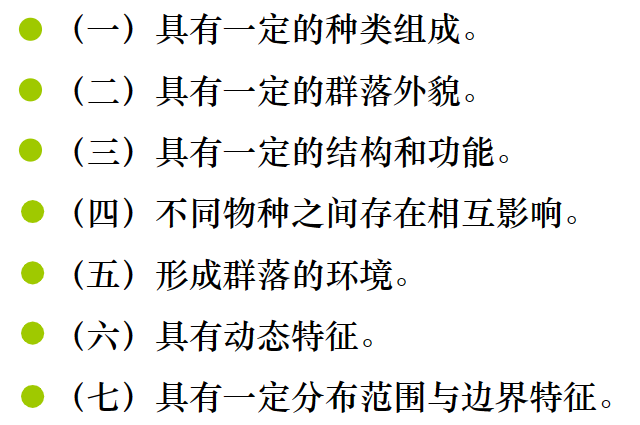 （一）具有一定的种类组成。
（二）具有一定的群落外貌。
（三）具有一定的结构和功能。
（四）不同物种之间存在相互影响。
（五）形成群落的环境。
（六）具有动态特征。
（七）具有一定分布范围与边界特征。